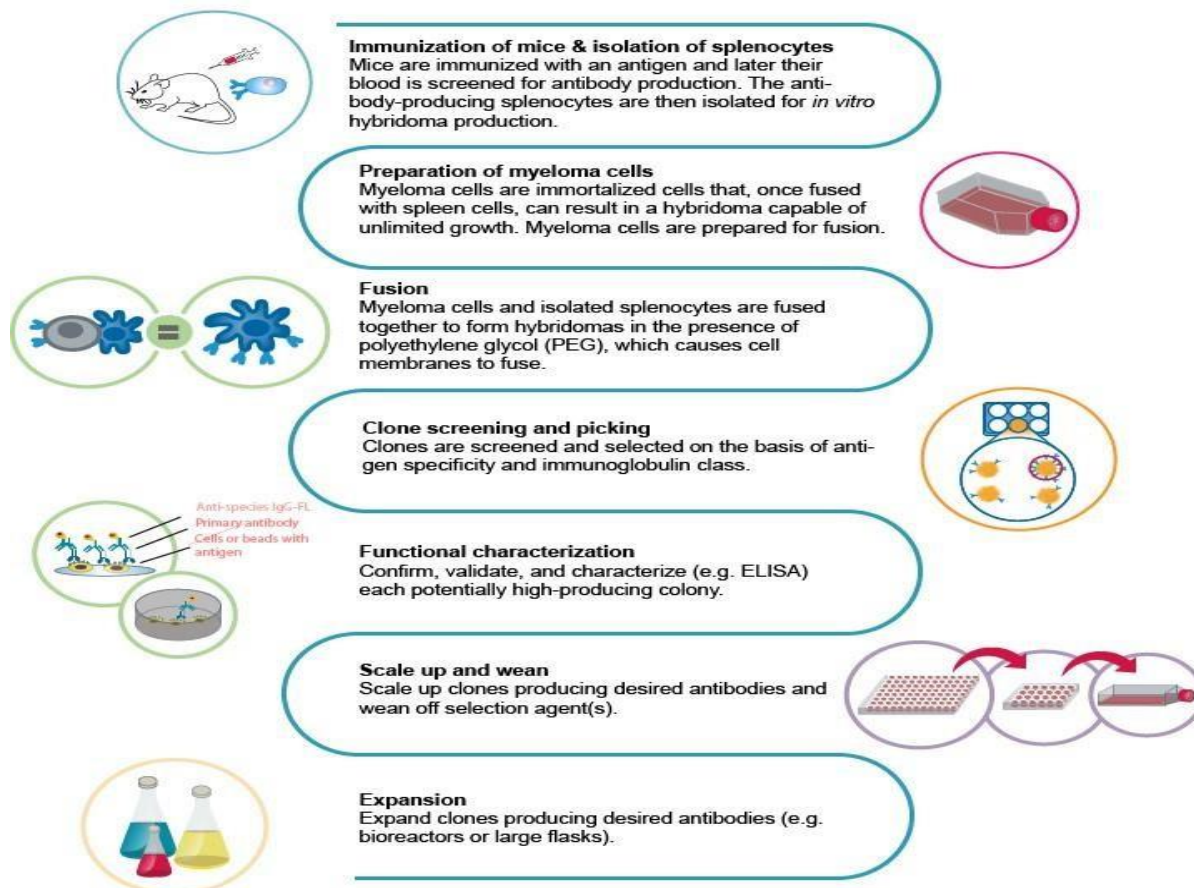 Immunization of mice & isolation of splenocytes
Mice are immunized with an antigen and later their
blood is screened for antibody production. The anti-
body-producing splenocytes are then isolated for in vitro
hybridoma production.
Preparation of myeloma cells
Myeloma cells are immortalized cells that, once fused
with spleen cells, can result in a hybridoma capable of
unlimited growth. Myeloma cells are prepared for fusion.
Fusion
Myeloma cells and isolated splenocytes are fused
together to form hybridomas in the presence of
polyethylene glycol (PEG), which causes cell
membranes to fuse.
Clone screening and picking
Clones are screened and selected on the basis of anti-
gen specificity and immunoglobulin class.
Anti-species IgG-FL
Primary antibody
Cells or beads with
antigen
Functional characterization
Confirm, validate, and characterize (e.g. ELISA)
each potentially high-producing colony.
Scale up and wean
Scale up clones producing desired antibodies and
wean off selection agent(s).
Expansion
Expand clones producing desired antibodies (e.g.
bioreactors or large flasks).